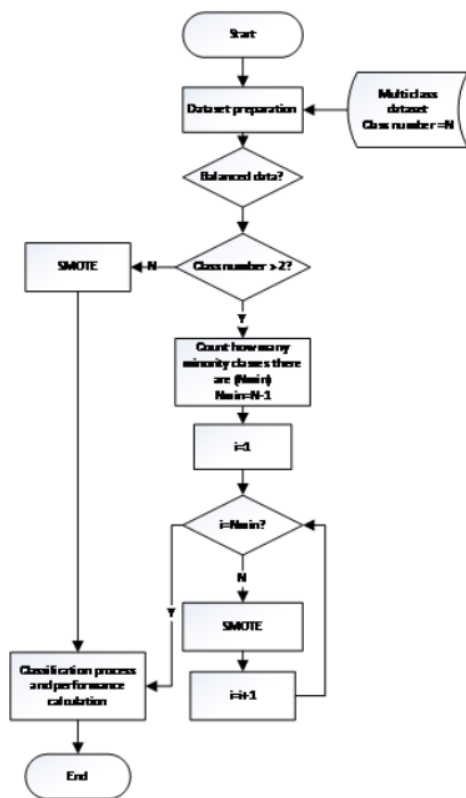 Start
Dataset preparation
Multiclass
dataset
Class number =N
Balanced data?
SMOTE
N
Class number >2?
Y
Count how many
minority classes there
are (Nmin)
Nmin=N-1
i=1
i=Nmin?
N
Y
SMOTE
i=i+1
Classification process
and performance
calculation
End